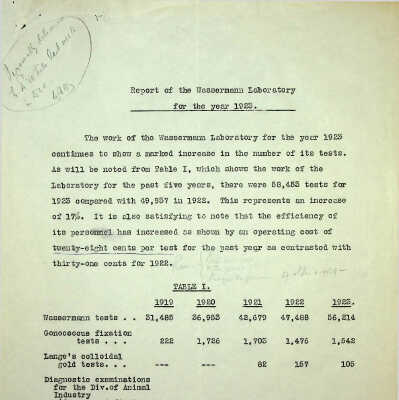 Report of the Wassermann Laboratory
for the year 1923.
The work of the Wassermann Laboratory for the year 1923
continues to show a marked increase in the number of its tests.
As will be noted from Table I, which shows the work of the
Laboratory for the past five years, there were 58,453 tests for
1923 compared with 49,957 in 1922. This represents an increase
of 17%. It is also satisfying to note that the efficiency of
its personnel has increased as shown by an operating cost of
twenty-eight cents per test for the past year as contrasted with
thirty-one cents for 1922.
TABLE I.
1919 1920 1921 1922 1922.
Wassermann tests . . 31,485 36,953 42,679 47,488 56,214
Gonococcus fixation
tests . . . 222 1,726 1,703 1,476 1,542
Lange's colloidal
gold tests. . . --- --- 82 157 105
Diagnostic examinations
for the Div. of Animal
Industry